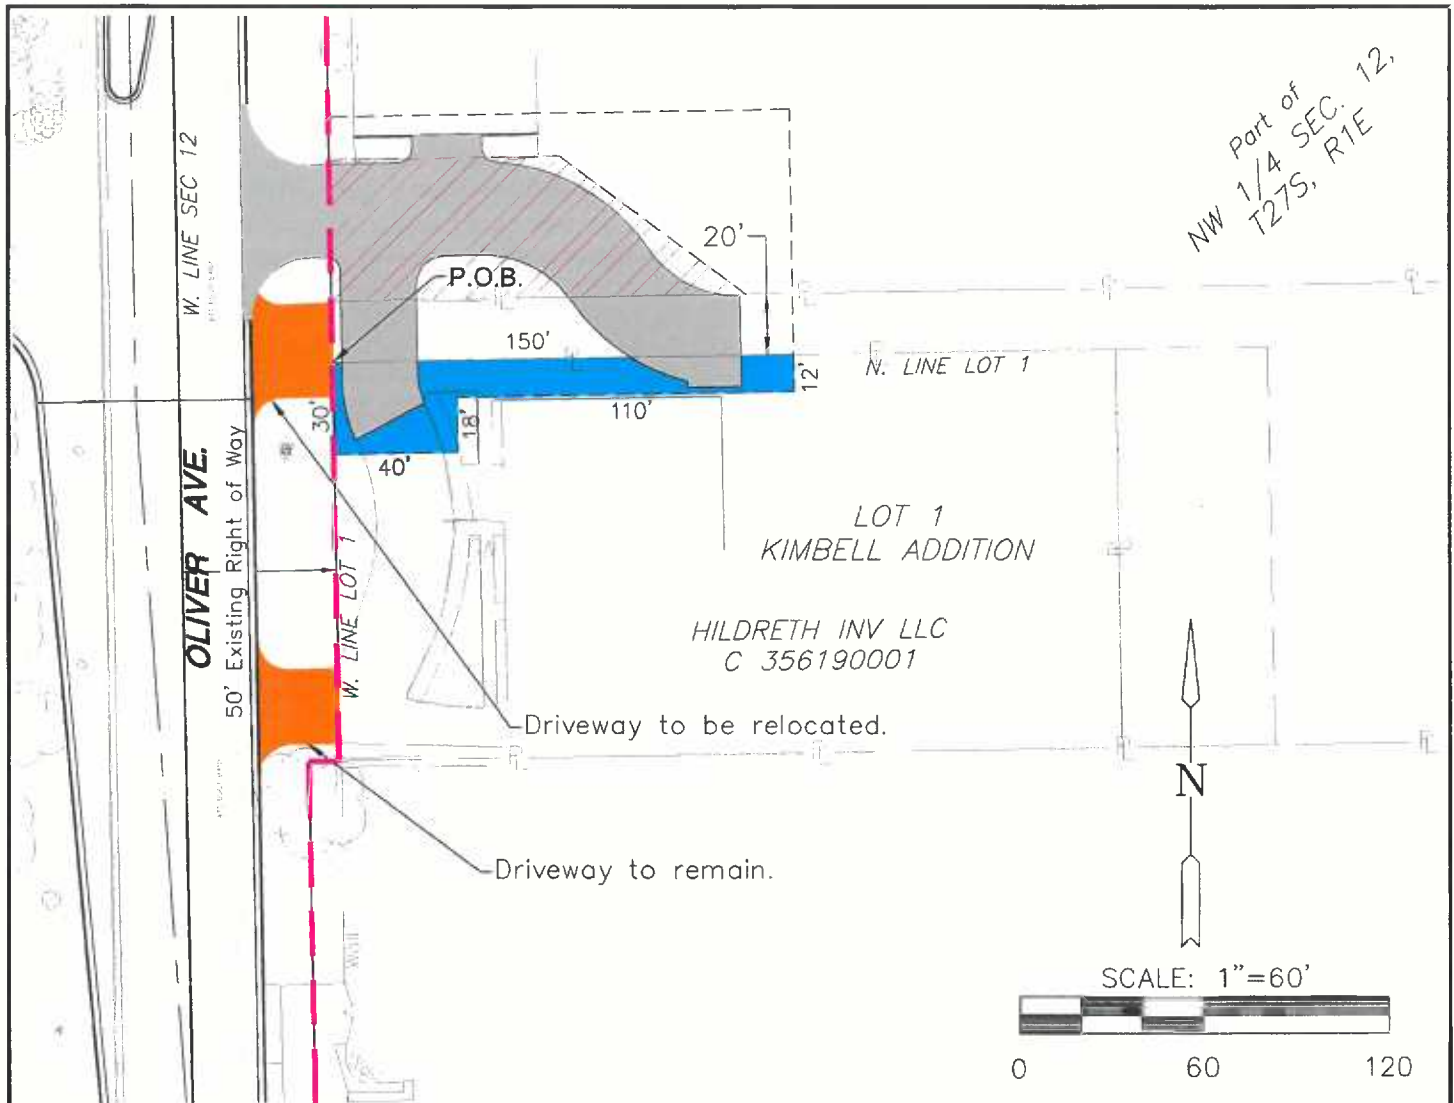 Part of
NW 1/4 SEC. 12,
T27S, R1E
W. LINE SEC 12
20'
P.O.B.
150'
N. LINE LOT 1
12'
30'
110'
18'
40'
OLIVER AVE.
50' Existing Right of Way
W. LINE LOT 1
LOT 1
KIMBELL ADDITION
HILDRETH INV LLC
C 356190001
Driveway to be relocated.
N
Driveway to remain.
SCALE: 1"=60'
0 60 120